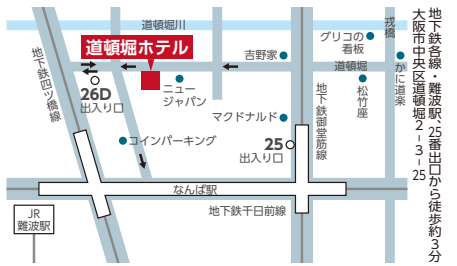 地下鉄各線・難波駅、25番出口から徒歩約3分
大阪市中央区道頓堀2-3-25
道頓堀川
戎橋
グリコの
看板
道頓堀ホテル
吉野家
道頓堀
かに道楽
地下鉄四ツ橋線
26D
出入り口
ニュー
ジャパン
松竹座
マクドナルド
地下鉄御堂筋線
コインパーキング
25
出入り口
なんば駅
JR
難波駅
地下鉄千日前線